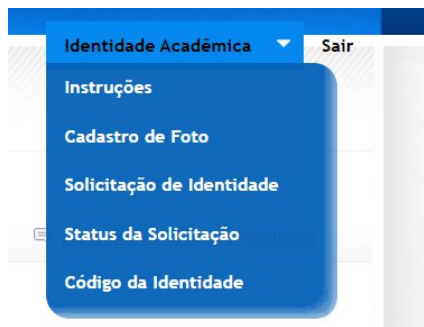 Identidade Acadêmica Sair
Instruções
Cadastro de Foto
Solicitação de Identidade
Status da Solicitação
Código da Identidade